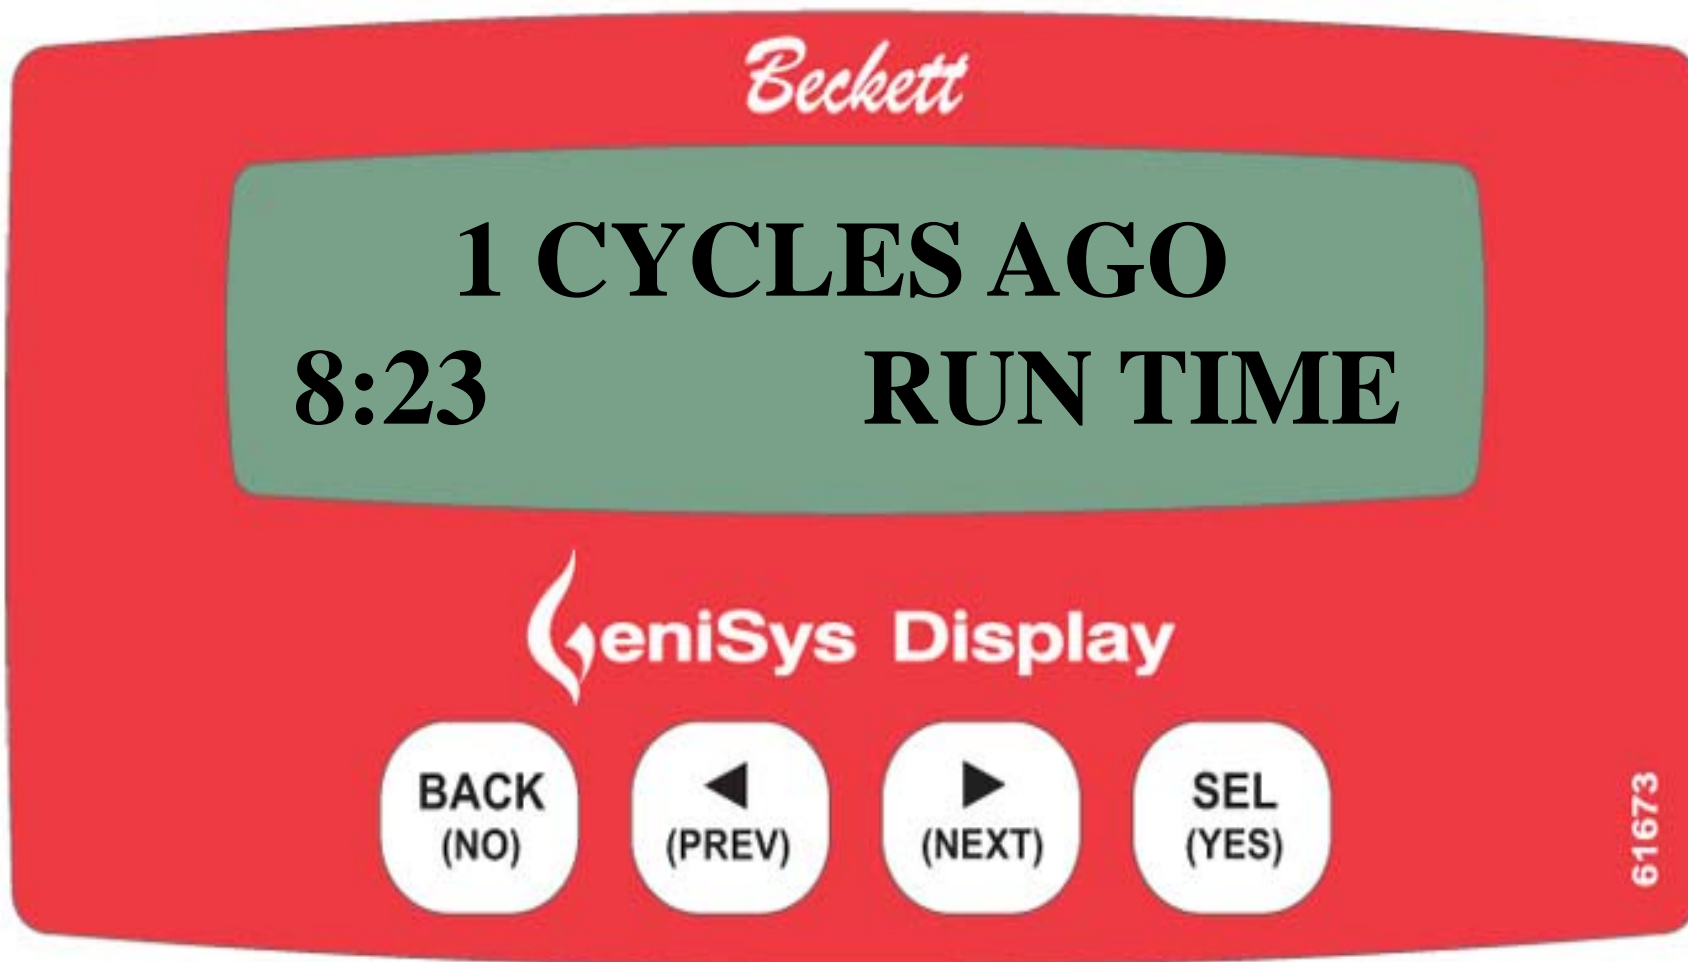 Beckett
1 CYCLES AGO
8:23 RUN TIME
GeniSys Display
BACK
(NO)
◀
(PREV)
▶
(NEXT)
SEL
(YES)
61673